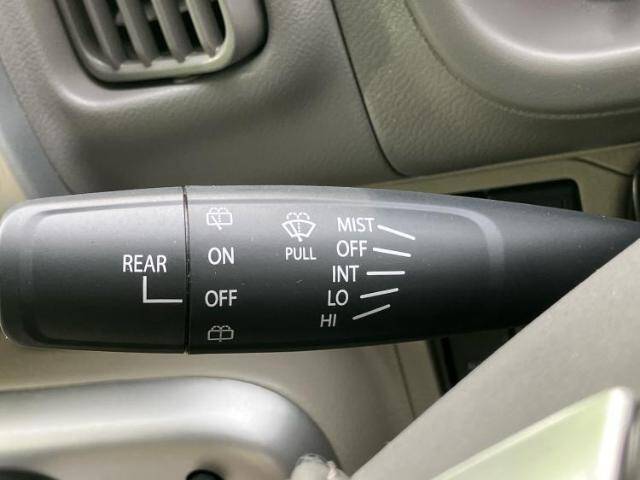 REAR
ON
OFF
PULL
MIST
OFF
INT
LO
HI